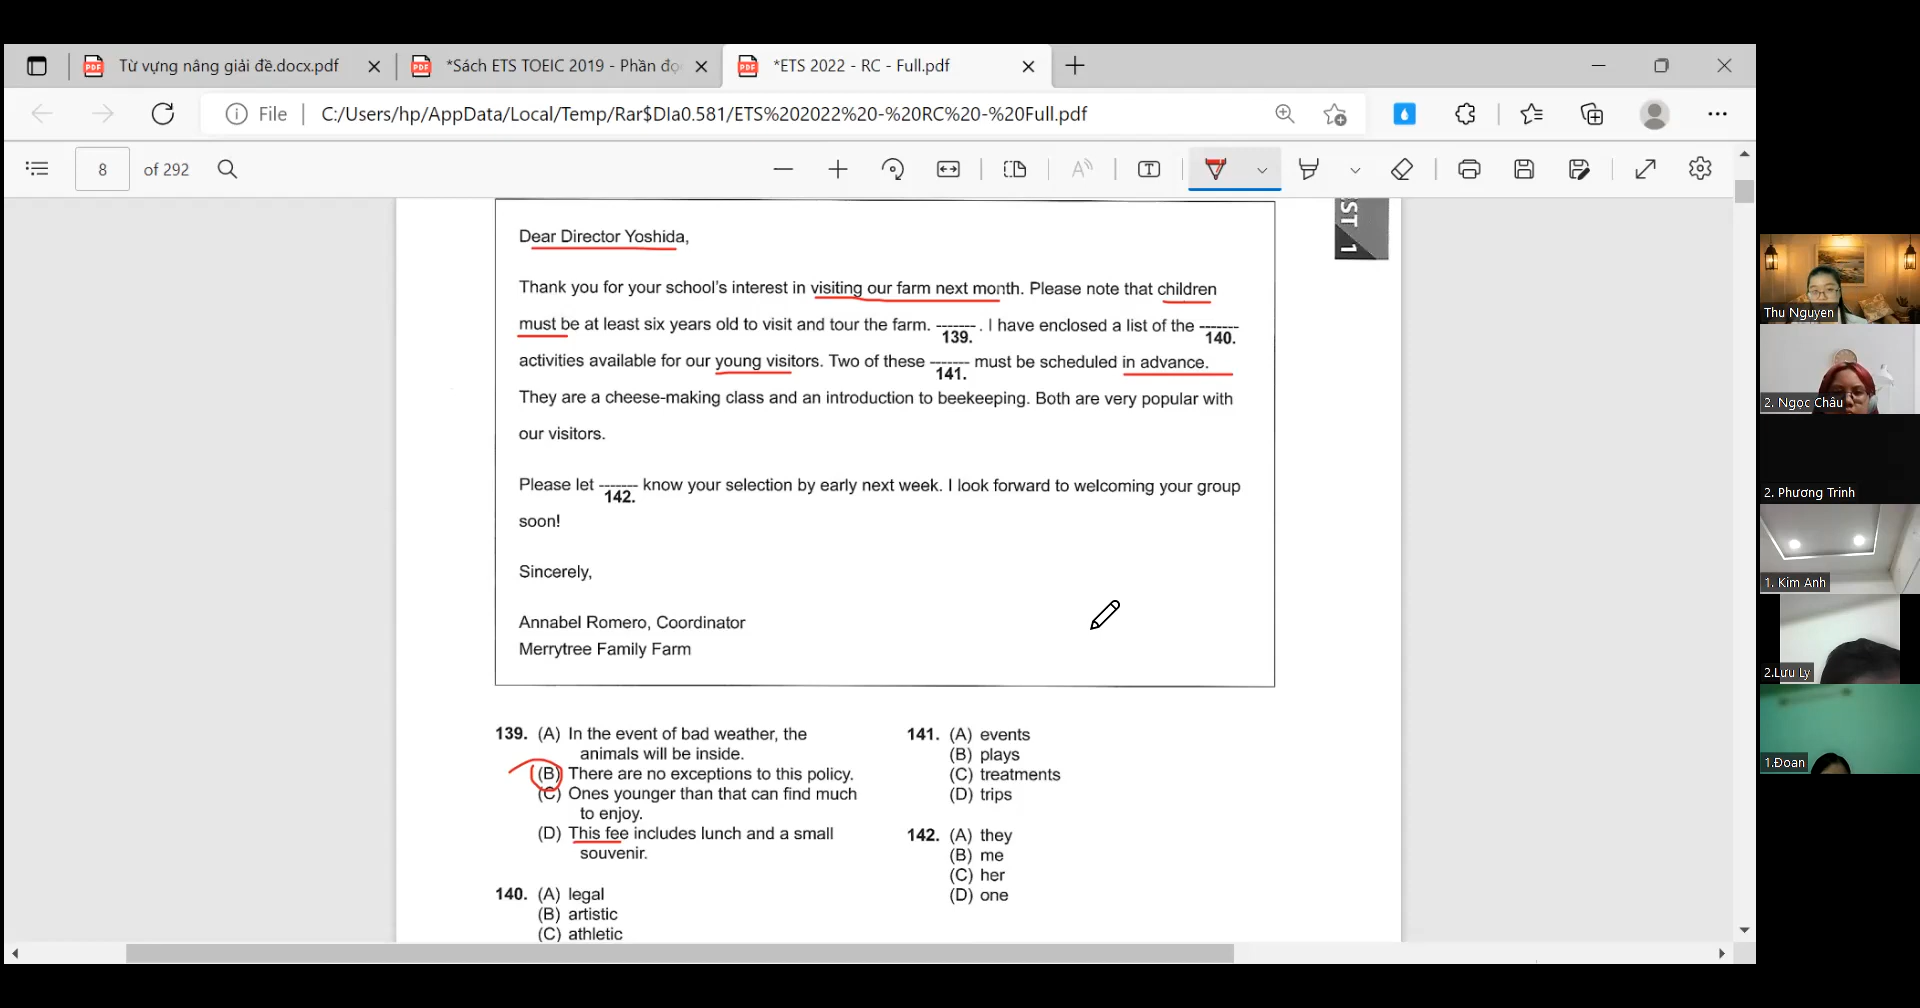 Từ vựng nâng giải đề.docx.pdf
*Sách ETS TOEIC 2019 - Phần đọ
*ETS 2022 - RC - Full.pdf
File
C:/Users/hp/AppData/Local/Temp/Rar$DIa0.581/ETS%202022%20-%20RC%20-%20Full.pdf
8 of 292
ST 1
Dear Director Yoshida,
Thank you for your school's interest in visiting our farm next month. Please note that children
must be at least six years old to visit and tour the farm. -------. I have enclosed a list of the -------
139. 140.
activities available for our young visitors. Two of these ------- must be scheduled in advance.
141.
They are a cheese-making class and an introduction to beekeeping. Both are very popular with
our visitors.
Please let ------- know your selection by early next week. I look forward to welcoming your group
142.
soon!
Sincerely,
Annabel Romero, Coordinator
Merrytree Family Farm
139. (A) In the event of bad weather, the
animals will be inside.
(B) There are no exceptions to this policy.
(C) Ones younger than that can find much
to enjoy.
(D) This fee includes lunch and a small
souvenir.
140. (A) legal
(B) artistic
(C) athletic
141. (A) events
(B) plays
(C) treatments
(D) trips
142. (A) they
(B) me
(C) her
(D) one
Thu Nguyen
2. Ngọc Châu
2. Phương Trinh
1. Kim Anh
2.Lưu Ly
1.Đoan